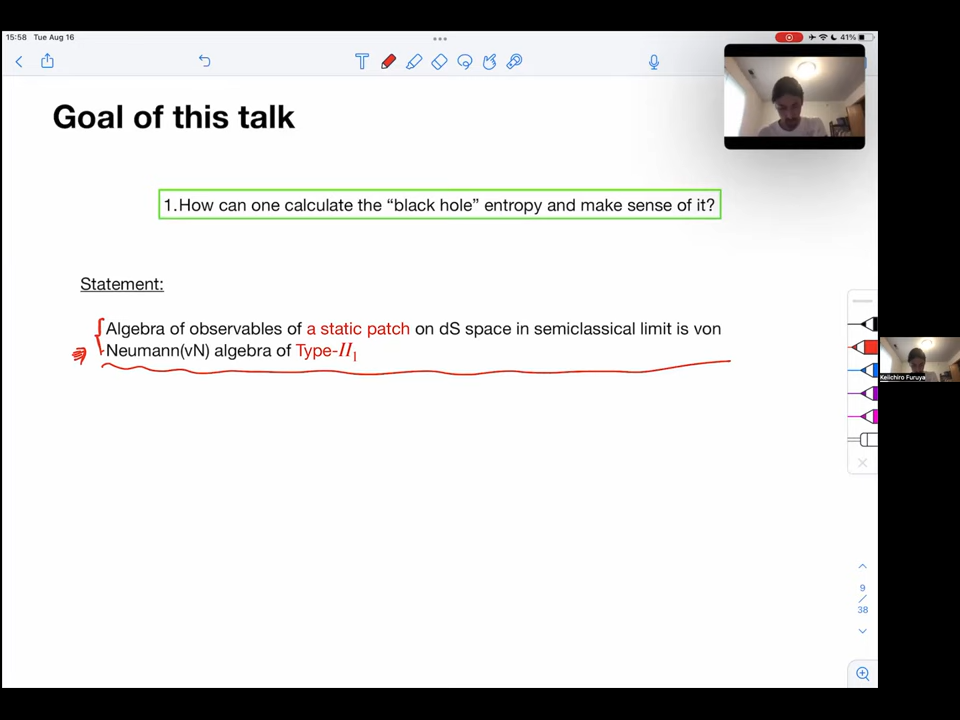 15:58 Tue Aug 16
41%
Goal of this talk
1.How can one calculate the “black hole” entropy and make sense of it?
Statement:
Algebra of observables of a static patch on dS space in semiclassical limit is von
Neumann(vN) algebra of Type-II₁
Keiichiro Furuya
9
/
38